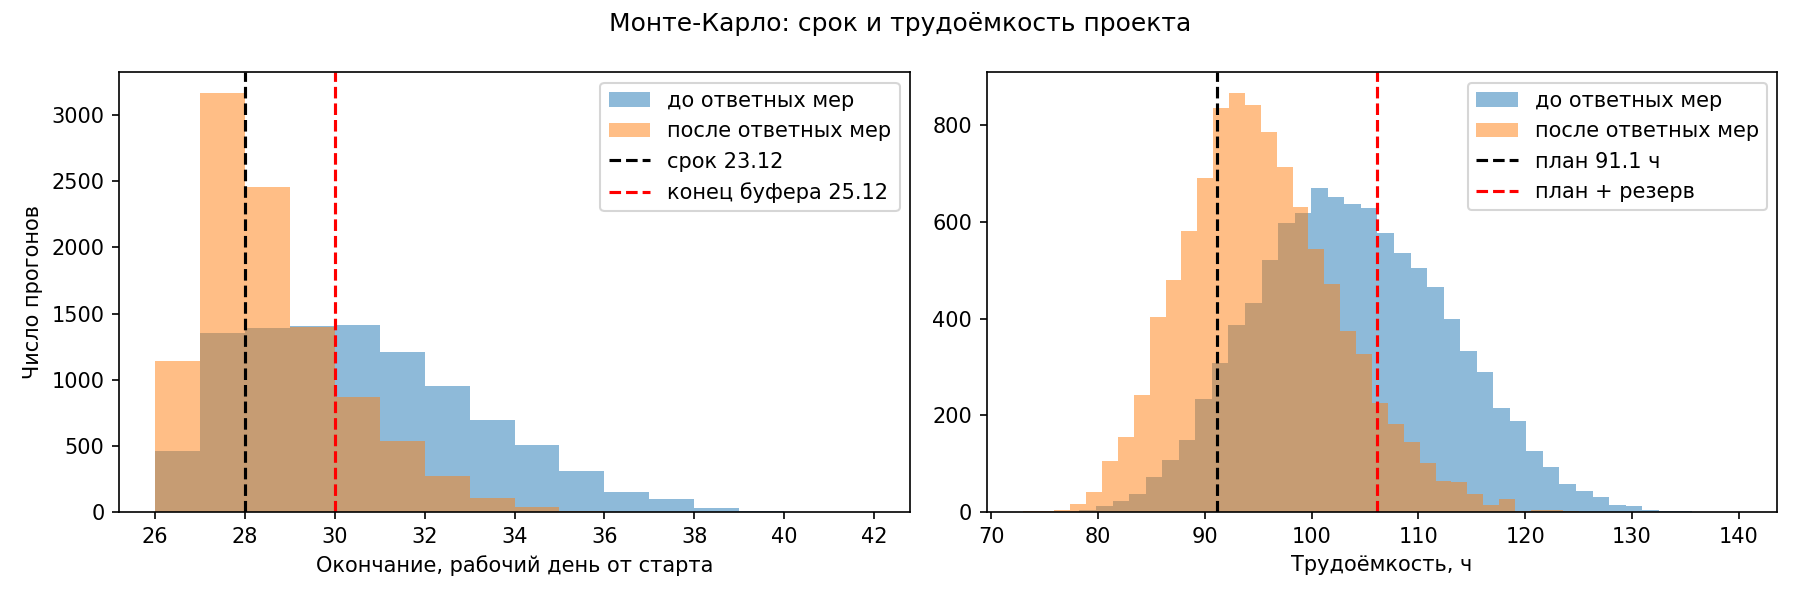 Монте-Карло: срок и трудоёмкость проекта
Число прогонов
3000
2500
2000
1500
1000
500
0
26 28 30 32 34 36 38 40 42
Окончание, рабочий день от старта
до ответных мер
после ответных мер
срок 23.12
конец буфера 25.12
800
600
400
200
0
70 80 90 100 110 120 130 140
Трудоёмкость, ч
до ответных мер
после ответных мер
план 91.1 ч
план + резерв